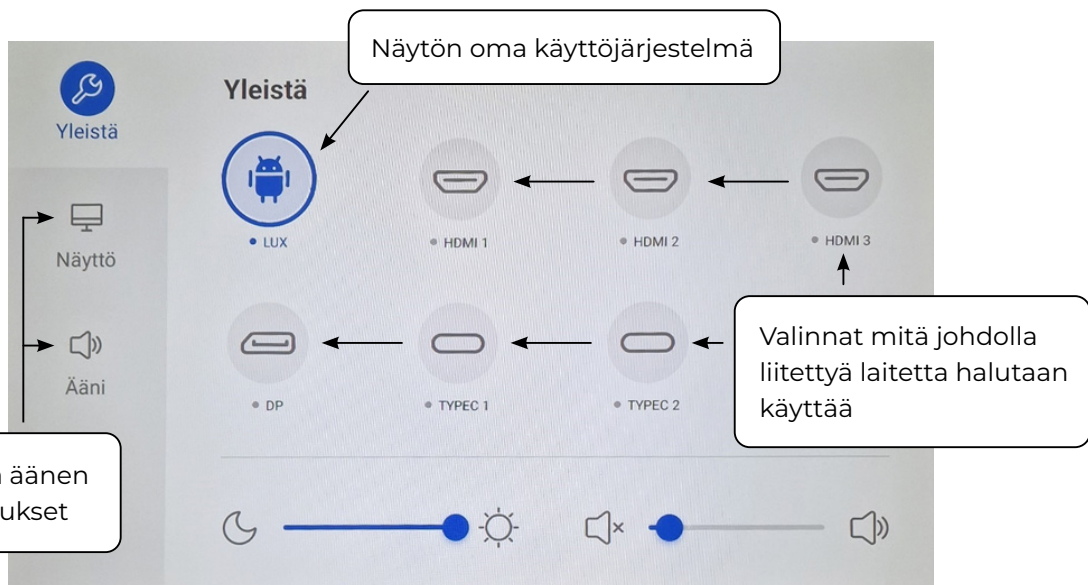 Näytön oma käyttöjärjestelmä
Yleistä
Yleistä
LUX
HDMI 1
HDMI 2
HDMI 3
Näyttö
Valinnat mitä johdolla
liitettyä laitetta halutaan
käyttää
Ääni
DP
TYPEC 1
TYPEC 2
äänen